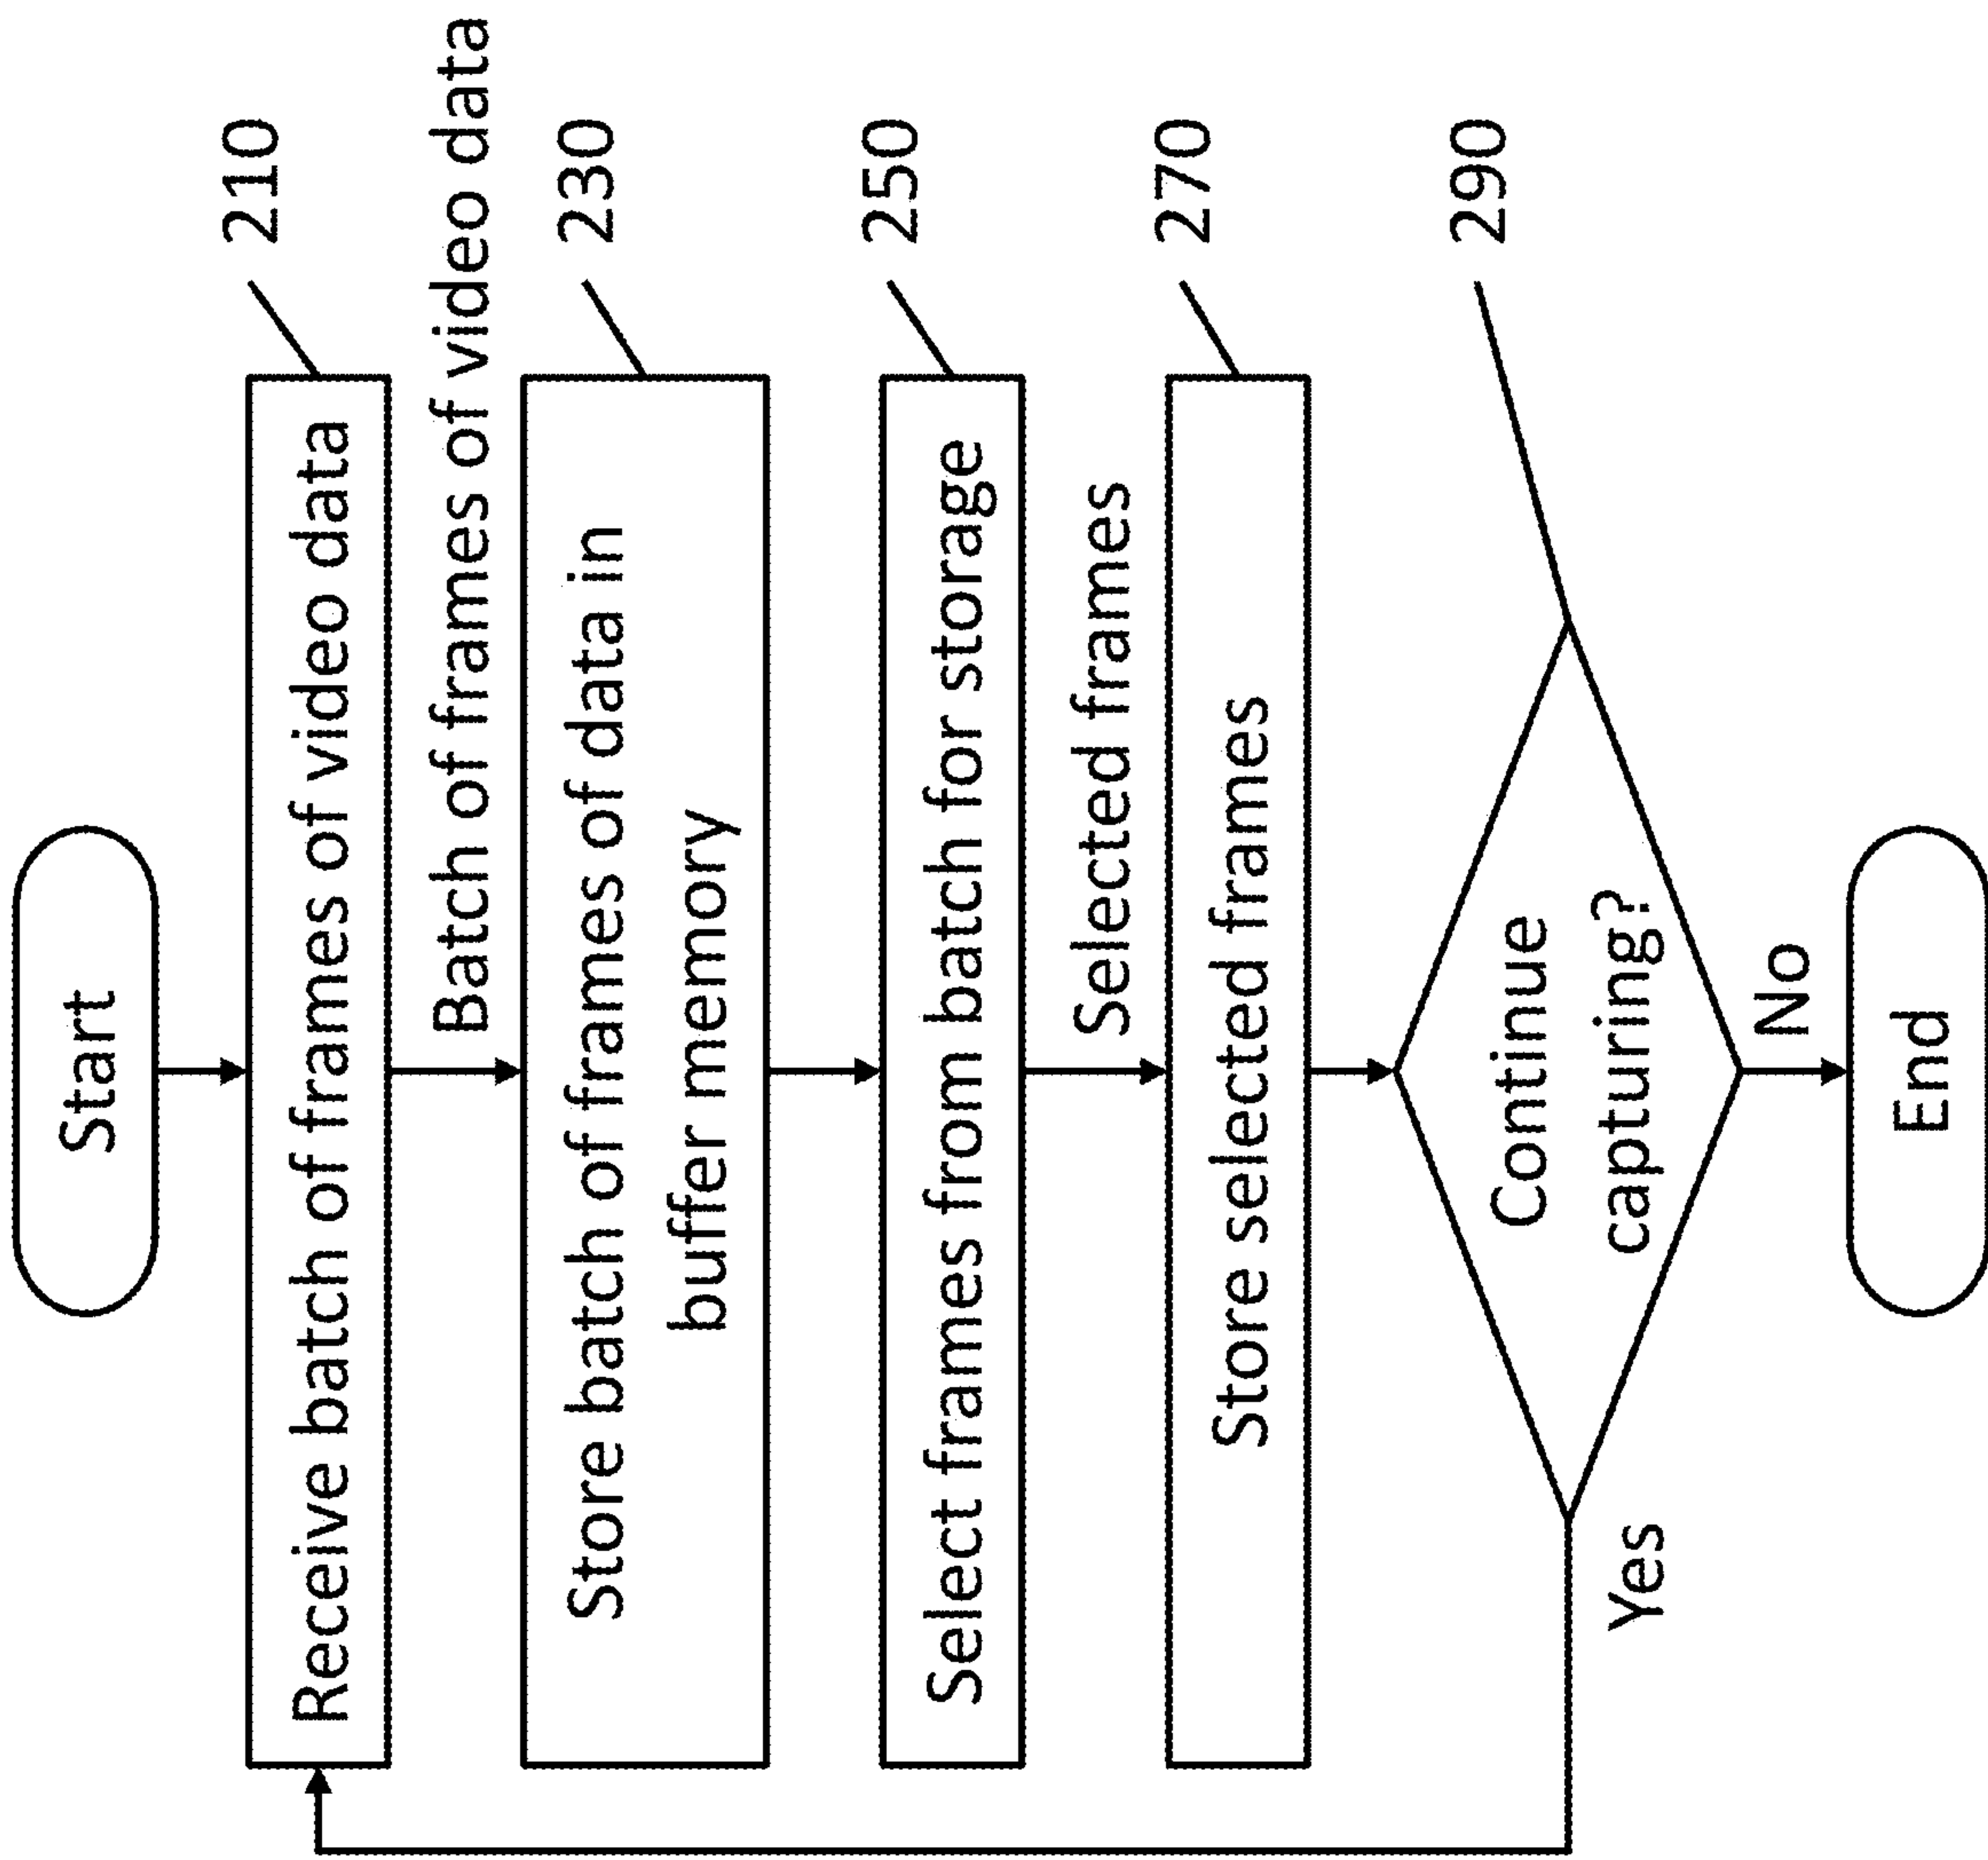 Start
Receive batch of frames of video data
210
Batch of frames of video data
Store batch of frames of data in
buffer memory
230
Select frames from batch for storage
250
Selected frames
Store selected frames
270
Continue
capturing?
290
Yes
No
End